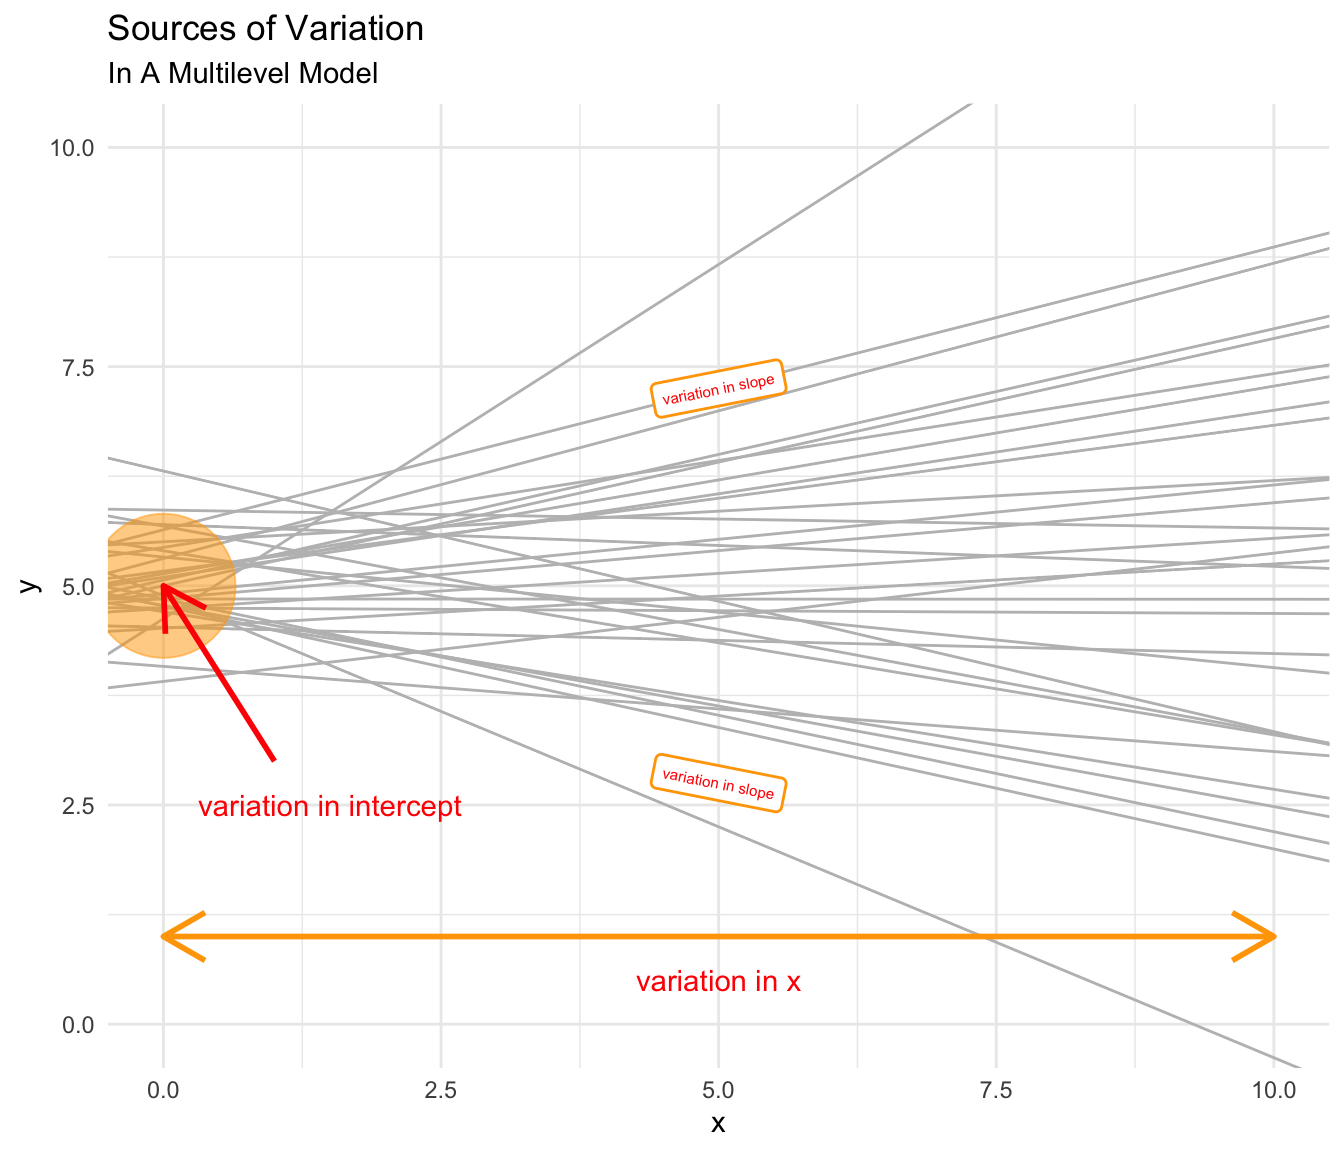 Sources of Variation
In A Multilevel Model
10.0
7.5
5.0
2.5
0.0
y
variation in slope
variation in slope
variation in intercept
variation in x
0.0 2.5 5.0 7.5 10.0
x